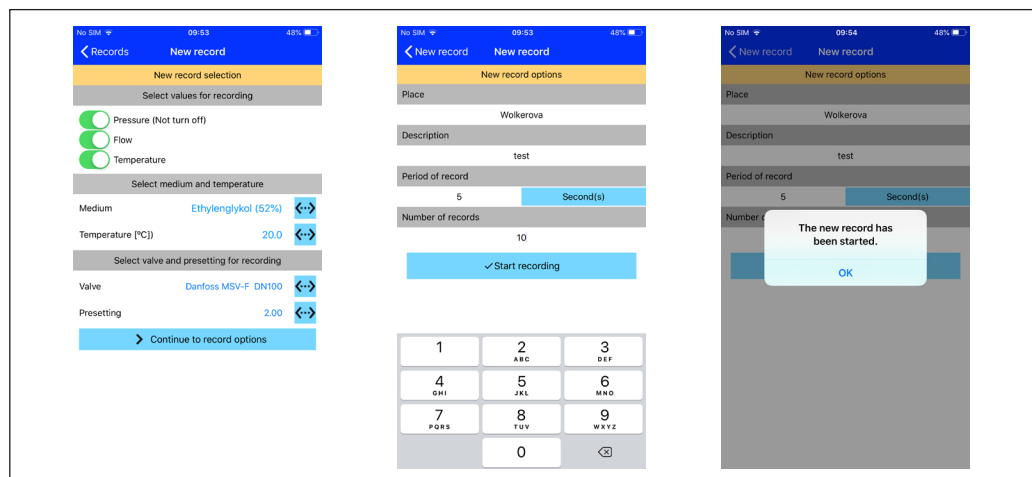 No SIM 09:53 48%
Records New record
New record selection
Select values for recording
Pressure (Not turn off)
Flow
Temperature
Select medium and temperature
Medium Ethylenglykol (52%)
Temperature [ºC]) 20.0
Select valve and presetting for recording
Valve Danfoss MSV-F DN100
Presetting 2.00
Continue to record options
No SIM 09:53 48%
New record New record
New record options
Place
Wolkerova
Description
test
Period of record
5 Second(s)
Number of records
10
Start recording
1 2 3
ABC DEF
4 5 6
GHI JKL MNO
7 8 9
PQRS TUV WXYZ
0
No SIM 09:54 48%
New record New record
New record options
Place
Wolkerova
Description
test
Period of record
5 Second(s)
Number
The new record has
been started.
OK